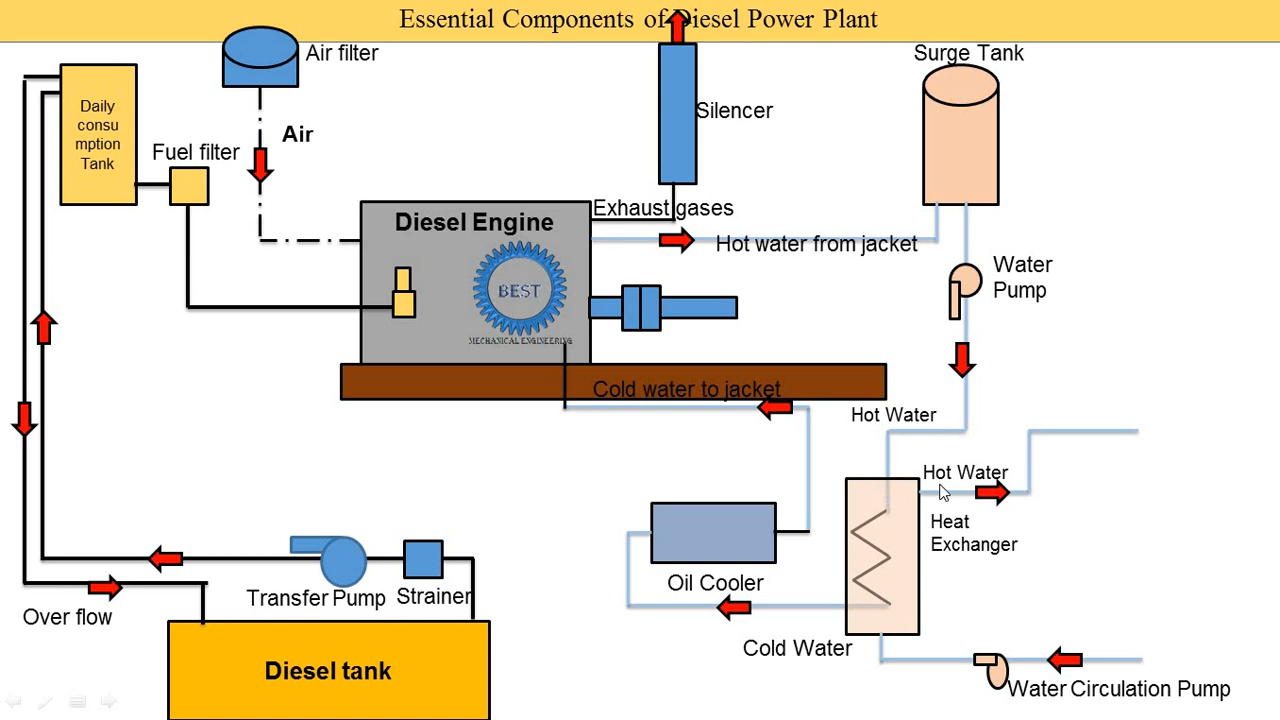 Essential Components of Diesel Power Plant
Air filter
Surge Tank
Daily
consu
mption
Tank
Silencer
Air
Fuel filter
Exhaust gases
Diesel Engine
Hot water from jacket
Water
Pump
BEST
MECHANICAL ENGINEERING
Cold water to jacket
Hot Water
Hot Water
Heat
Exchanger
Oil Cooler
Transfer Pump
Strainer
Over flow
Cold Water
Diesel tank
Water Circulation Pump